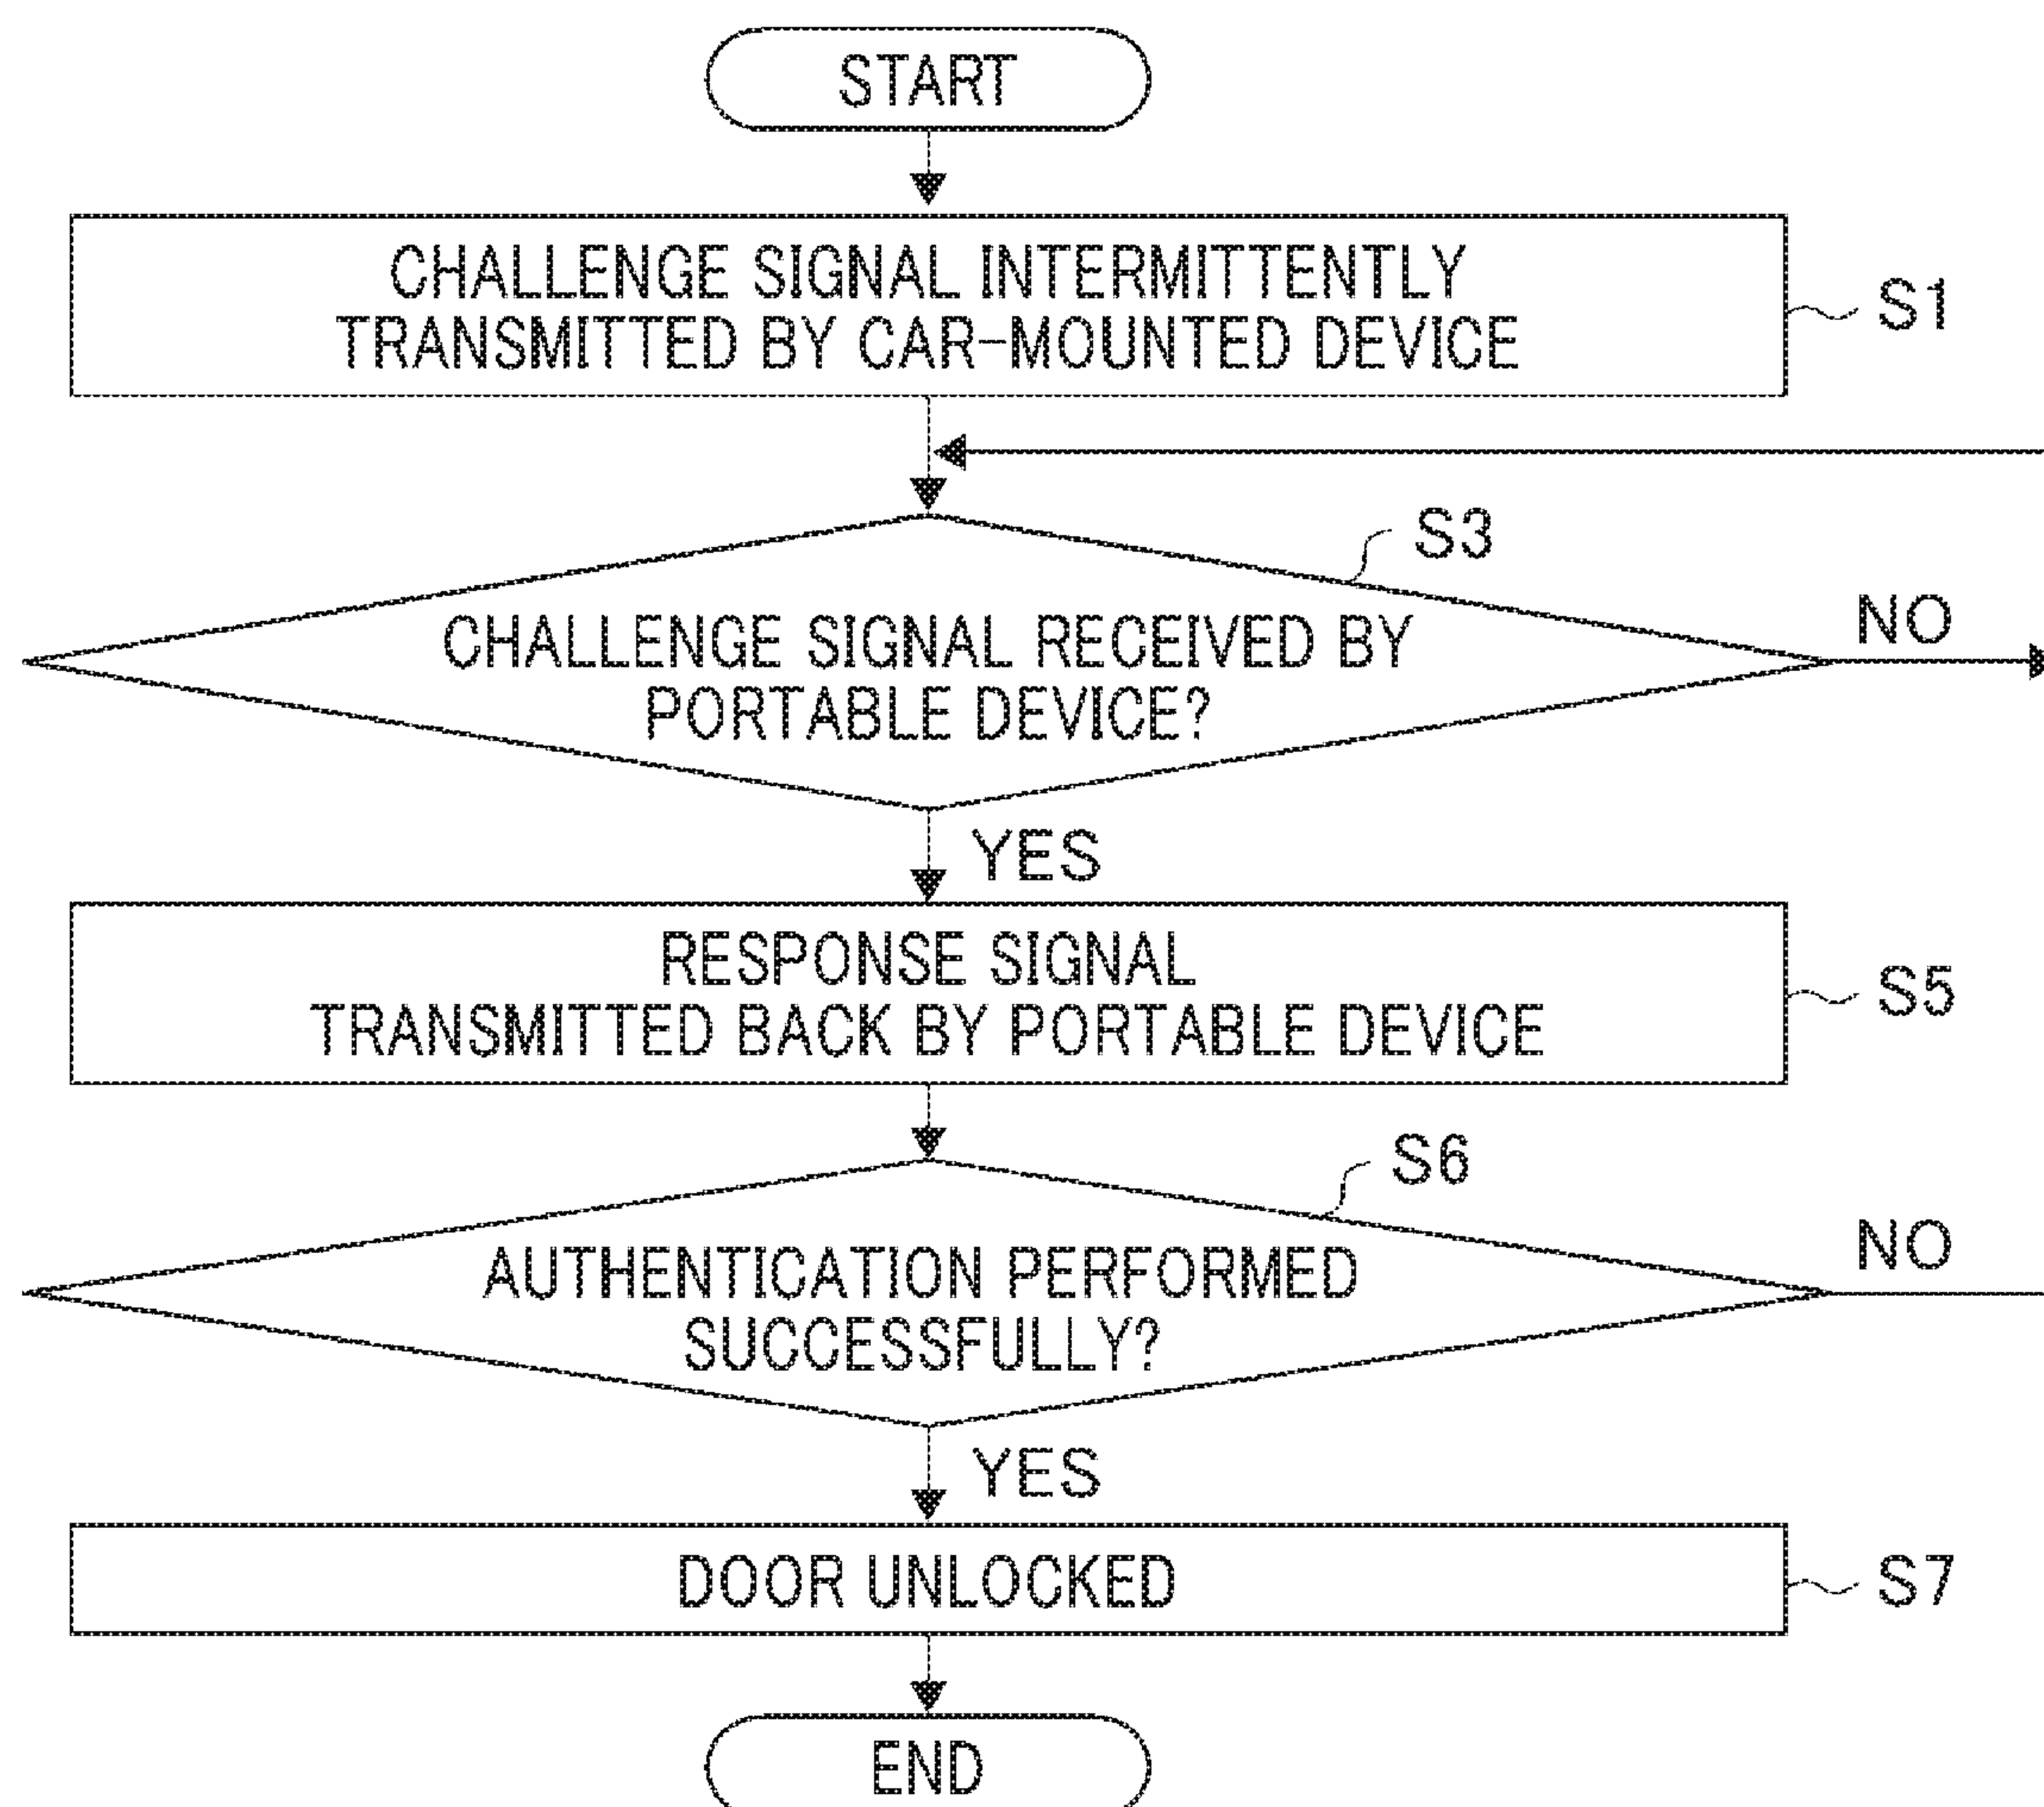 START
CHALLENGE SIGNAL INTERMITTENTLY
TRANSMITTED BY CAR-MOUNTED DEVICE
S1
S3
CHALLENGE SIGNAL RECEIVED BY
PORTABLE DEVICE?
NO
YES
RESPONSE SIGNAL
TRANSMITTED BACK BY PORTABLE DEVICE
S5
S6
AUTHENTICATION PERFORMED
SUCCESSFULLY?
NO
YES
DOOR UNLOCKED
S7
END